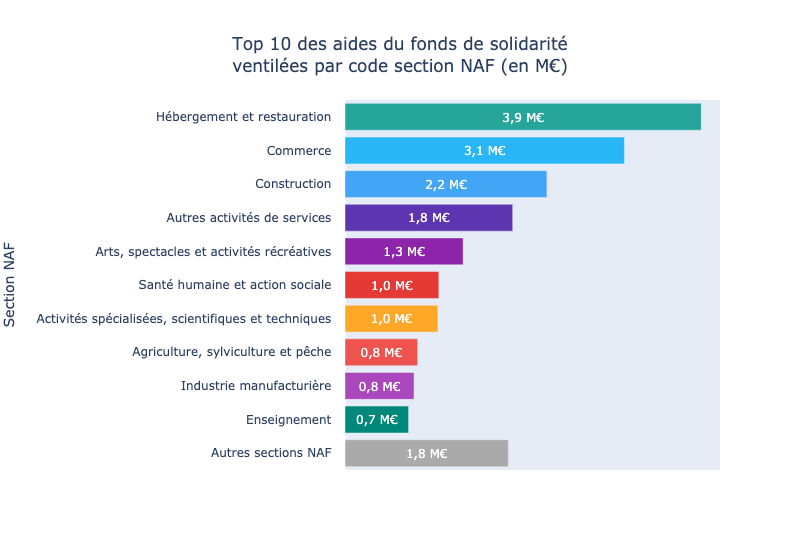 Top 10 des aides du fonds de solidarité
ventilées par code section NAF (en M€)
Section NAF
Hébergement et restauration 3,9 M€
Commerce 3,1 M€
Construction 2,2 M€
Autres activités de services 1,8 M€
Arts, spectacles et activités récréatives 1,3 M€
Santé humaine et action sociale 1,0 M€
Activités spécialisées, scientifiques et techniques 1,0 M€
Agriculture, sylviculture et pêche 0,8 M€
Industrie manufacturière 0,8 M€
Enseignement 0,7 M€
Autres sections NAF 1,8 M€